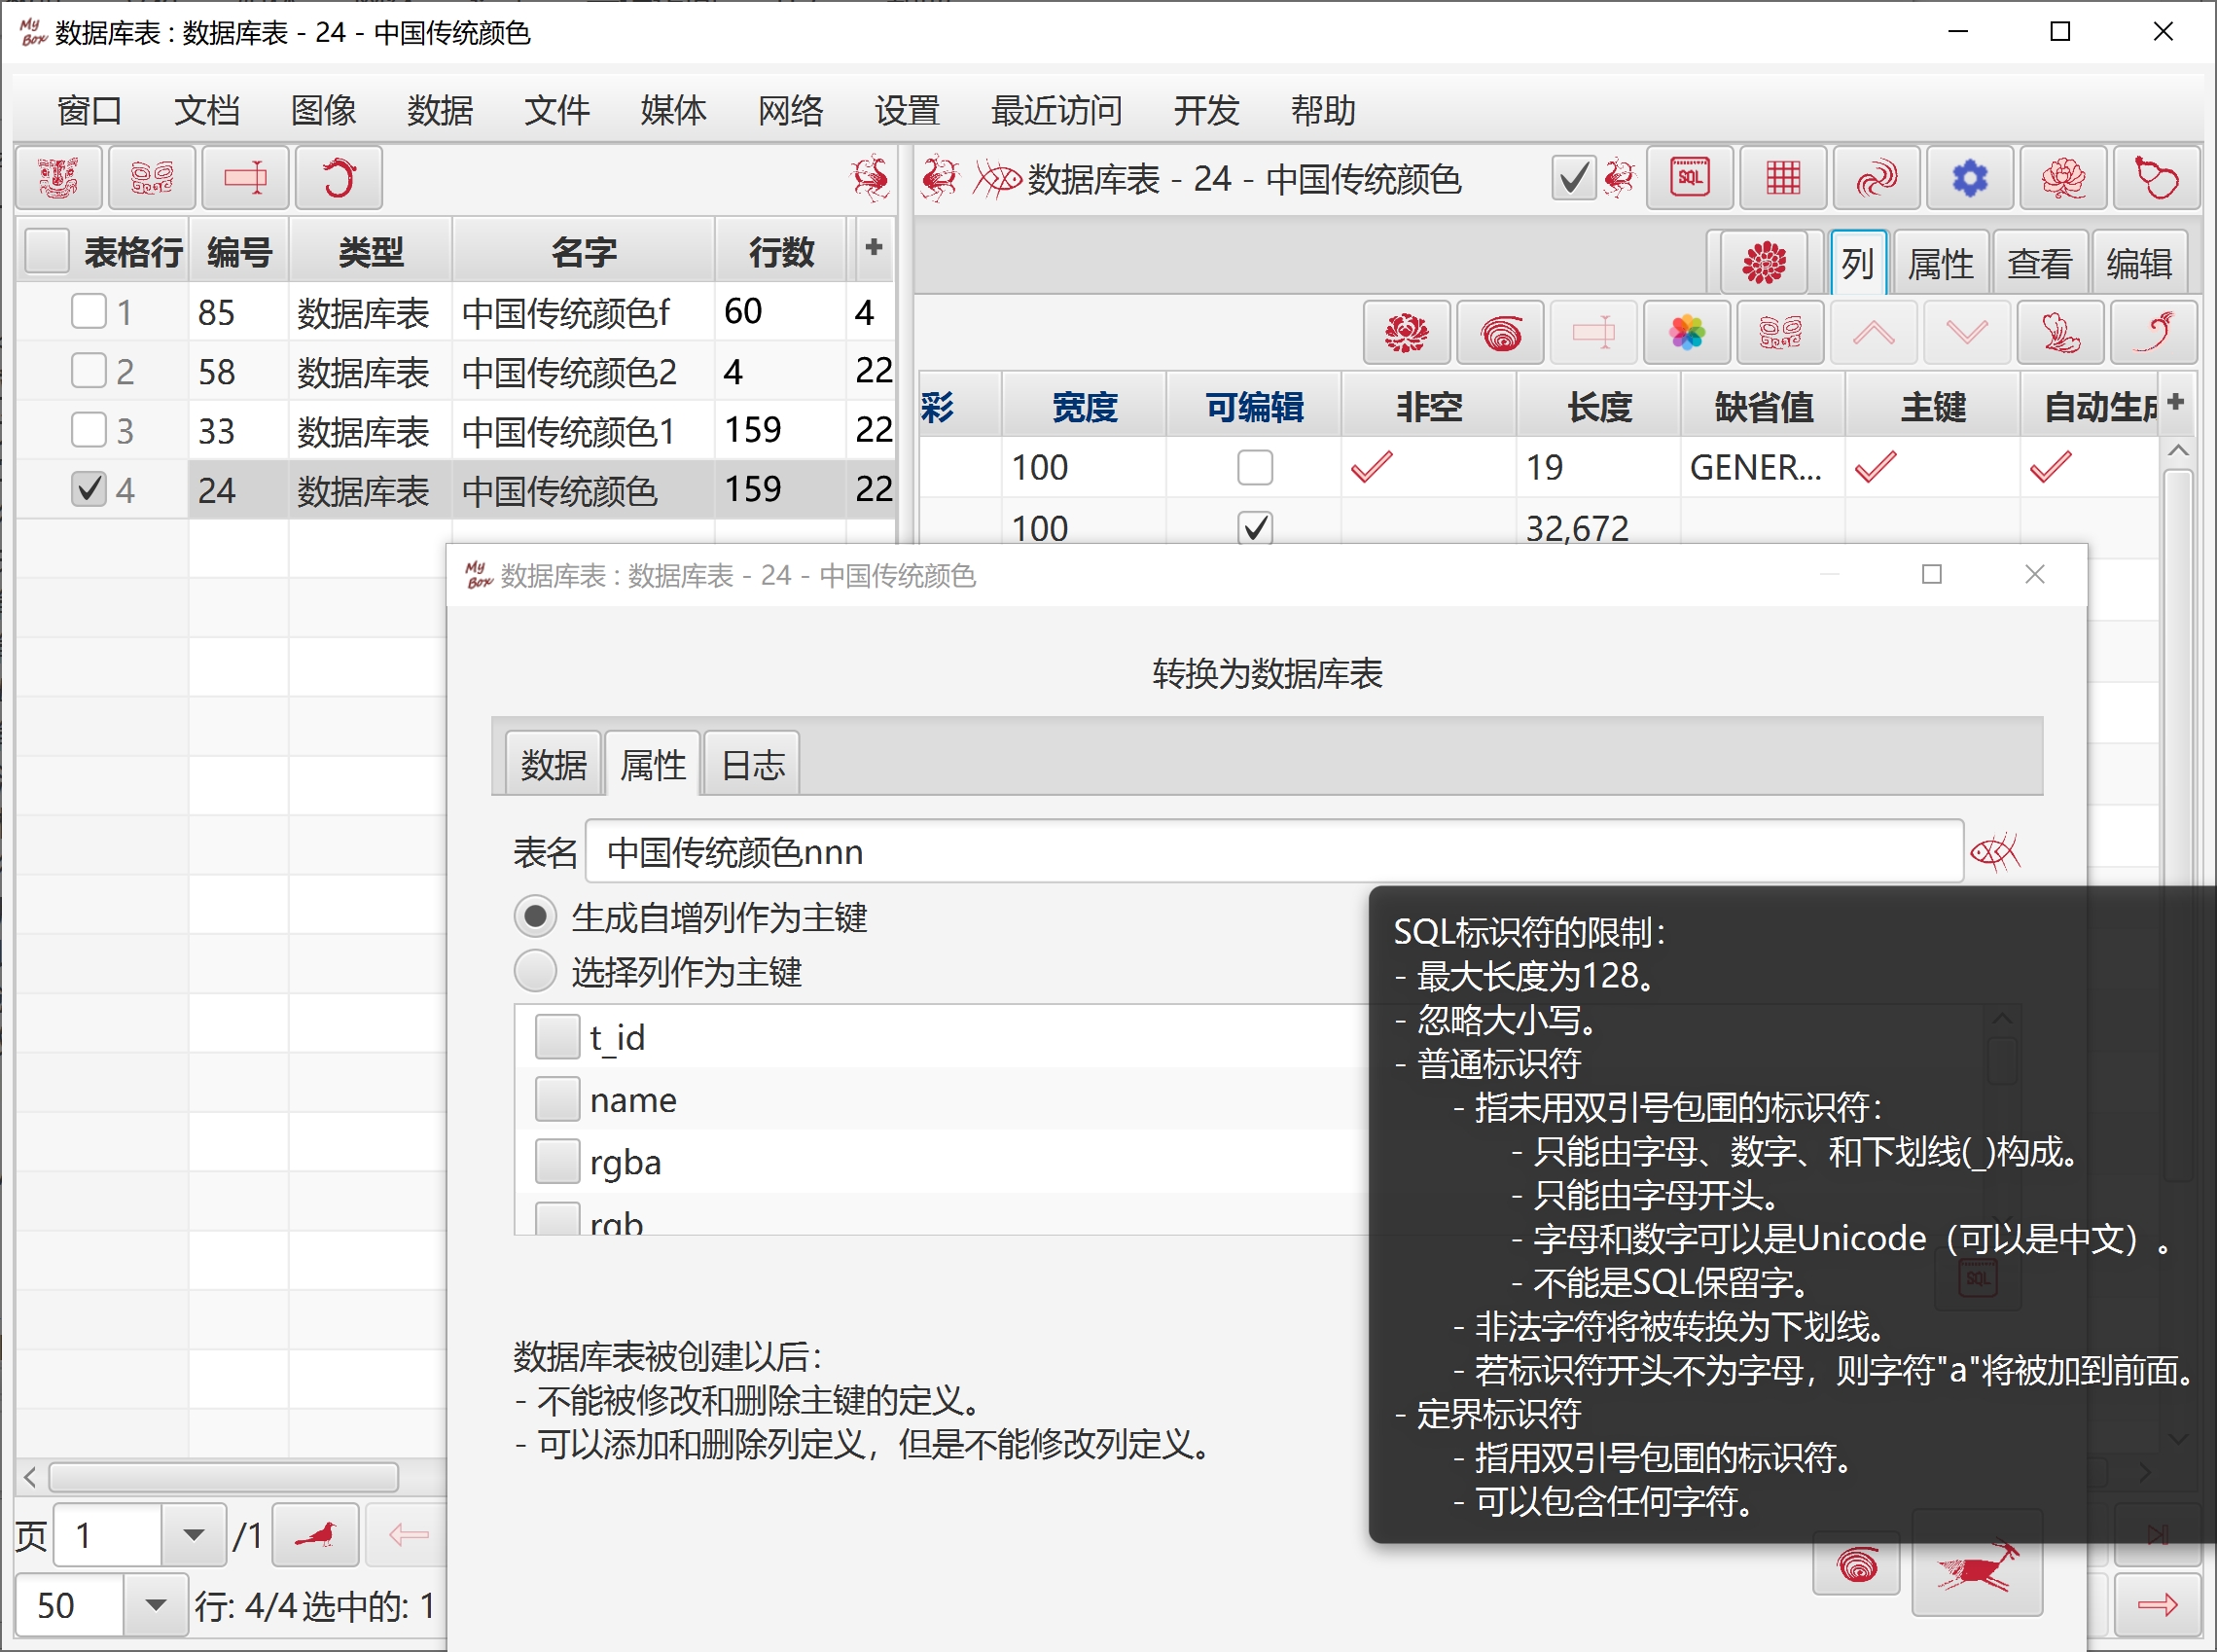 My Box 数据库表 : 数据库表 - 24 - 中国传统颜色
窗口 文档 图像 数据 文件 媒体 网络 设置 最近访问 开发 帮助
数据库表 - 24 - 中国传统颜色 SQL
列 属性 查看 编辑
表格行 编号 类型 名字 行数 +
1 85 数据库表 中国传统颜色f 60 4
2 58 数据库表 中国传统颜色2 4 22
3 33 数据库表 中国传统颜色1 159 22
4 24 数据库表 中国传统颜色 159 22
彩 宽度 可编辑 非空 长度 缺省值 主键 自动生成 +
100 19 GENER...
100 32,672
My Box 数据库表 : 数据库表 - 24 - 中国传统颜色
转换为数据库表
数据 属性 日志
表名 中国传统颜色nnn
生成自增列作为主键
选择列作为主键
t_id
name
rgba
rgb
数据库表被创建以后：
- 不能被修改和删除主键的定义。
- 可以添加和删除列定义，但是不能修改列定义。
SQL标识符的限制：
- 最大长度为128。
- 忽略大小写。
- 普通标识符
- 指未用双引号包围的标识符：
- 只能由字母、数字、和下划线(_)构成。
- 只能由字母开头。
- 字母和数字可以是Unicode（可以是中文）。
- 不能是SQL保留字。
- 非法字符将被转换为下划线。
- 若标识符开头不为字母，则字符"a"将被加到前面。
- 定界标识符
- 指用双引号包围的标识符。
- 可以包含任何字符。
SQL
页 1 /1
50 行: 4/4 选中的: 1